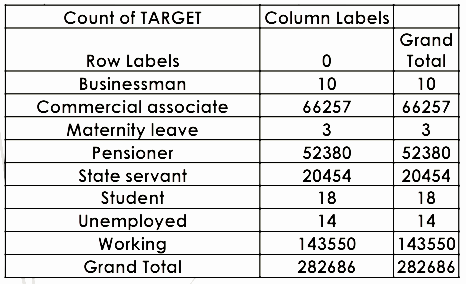 Count of TARGET Column Labels
Row Labels 0 Grand Total
Businessman 10 10
Commercial associate 66257 66257
Maternity leave 3 3
Pensioner 52380 52380
State servant 20454 20454
Student 18 18
Unemployed 14 14
Working 143550 143550
Grand Total 282686 282686